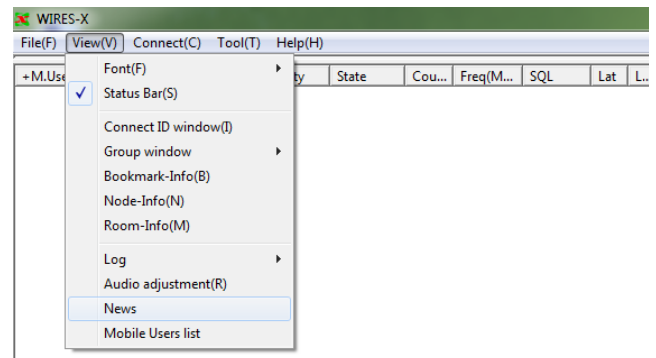 WIRES-X
File(F) View(V) Connect(C) Tool(T) Help(H)
+M.Use ty State Cou... Freq(M... SQL Lat L..
Font(F)
Status Bar(S)
Connect ID window(I)
Group window
Bookmark-Info(B)
Node-Info(N)
Room-Info(M)
Log
Audio adjustment(R)
News
Mobile Users list